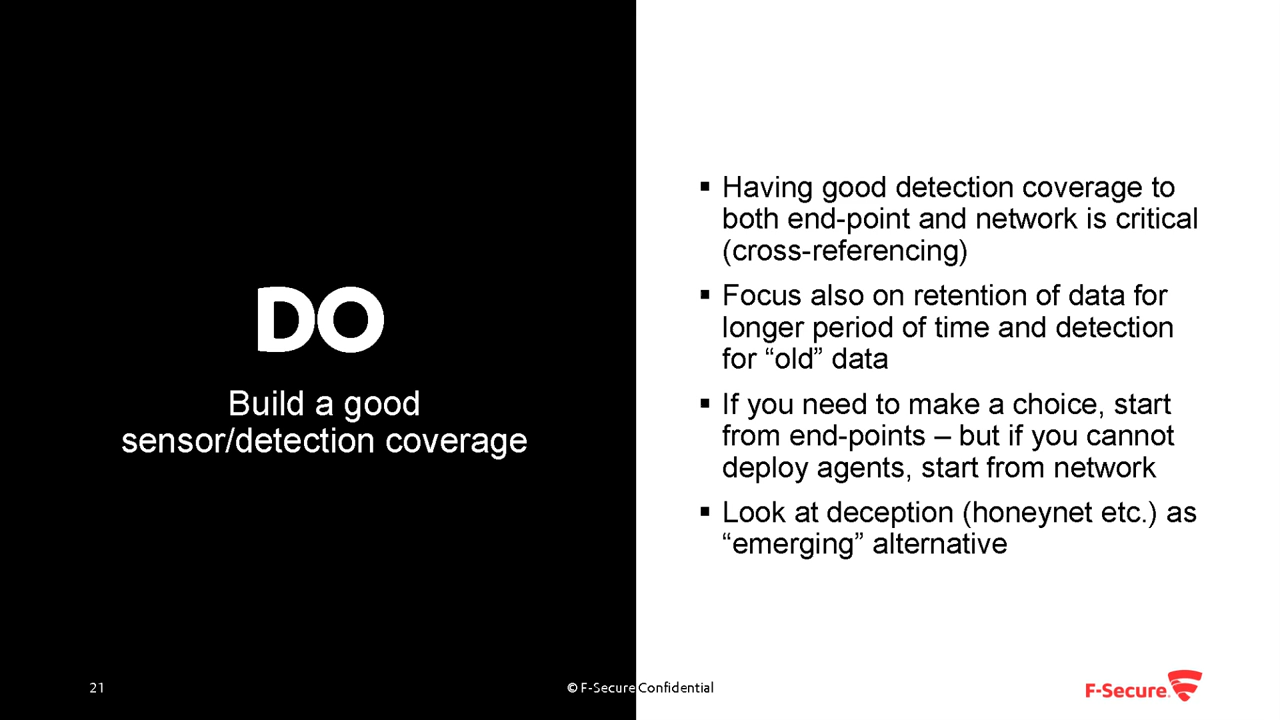 DO
Build a good
sensor/detection coverage
▪ Having good detection coverage to
both end-point and network is critical
(cross-referencing)
▪ Focus also on retention of data for
longer period of time and detection
for “old” data
▪ If you need to make a choice, start
from end-points – but if you cannot
deploy agents, start from network
▪ Look at deception (honeynet etc.) as
“emerging” alternative
21
© F-Secure Confidential
F-Secure.